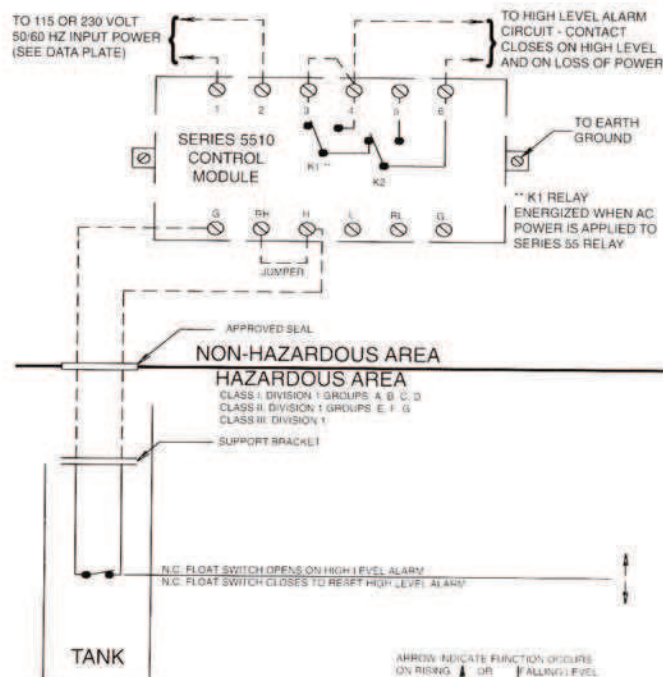 TO 115 OR 230 VOLT
50/60 HZ INPUT POWER
(SEE DATA PLATE)
TO HIGH LEVEL ALARM
CIRCUIT - CONTACT
CLOSES ON HIGH LEVEL
AND ON LOSS OF POWER
1 2 3 4 5 6
SERIES 5510
CONTROL
MODULE
K1 **
K2
TO EARTH
GROUND
** K1 RELAY
ENERGIZED WHEN AC
POWER IS APPLIED TO
SERIES 55 RELAY
G RH H L RL G
JUMPER
APPROVED SEAL
NON-HAZARDOUS AREA
HAZARDOUS AREA
CLASS I, DIVISION 1 GROUPS A B C D
CLASS II, DIVISION 1 GROUPS E F G
CLASS III, DIVISION 1
SUPPORT BRACKET
N.C. FLOAT SWITCH OPENS ON HIGH LEVEL ALARM
N.C. FLOAT SWITCH CLOSES TO RESET HIGH LEVEL ALARM
TANK
ARROW INDICATE FUNCTION OCCURS
ON RISING OR FALLING LEVEL